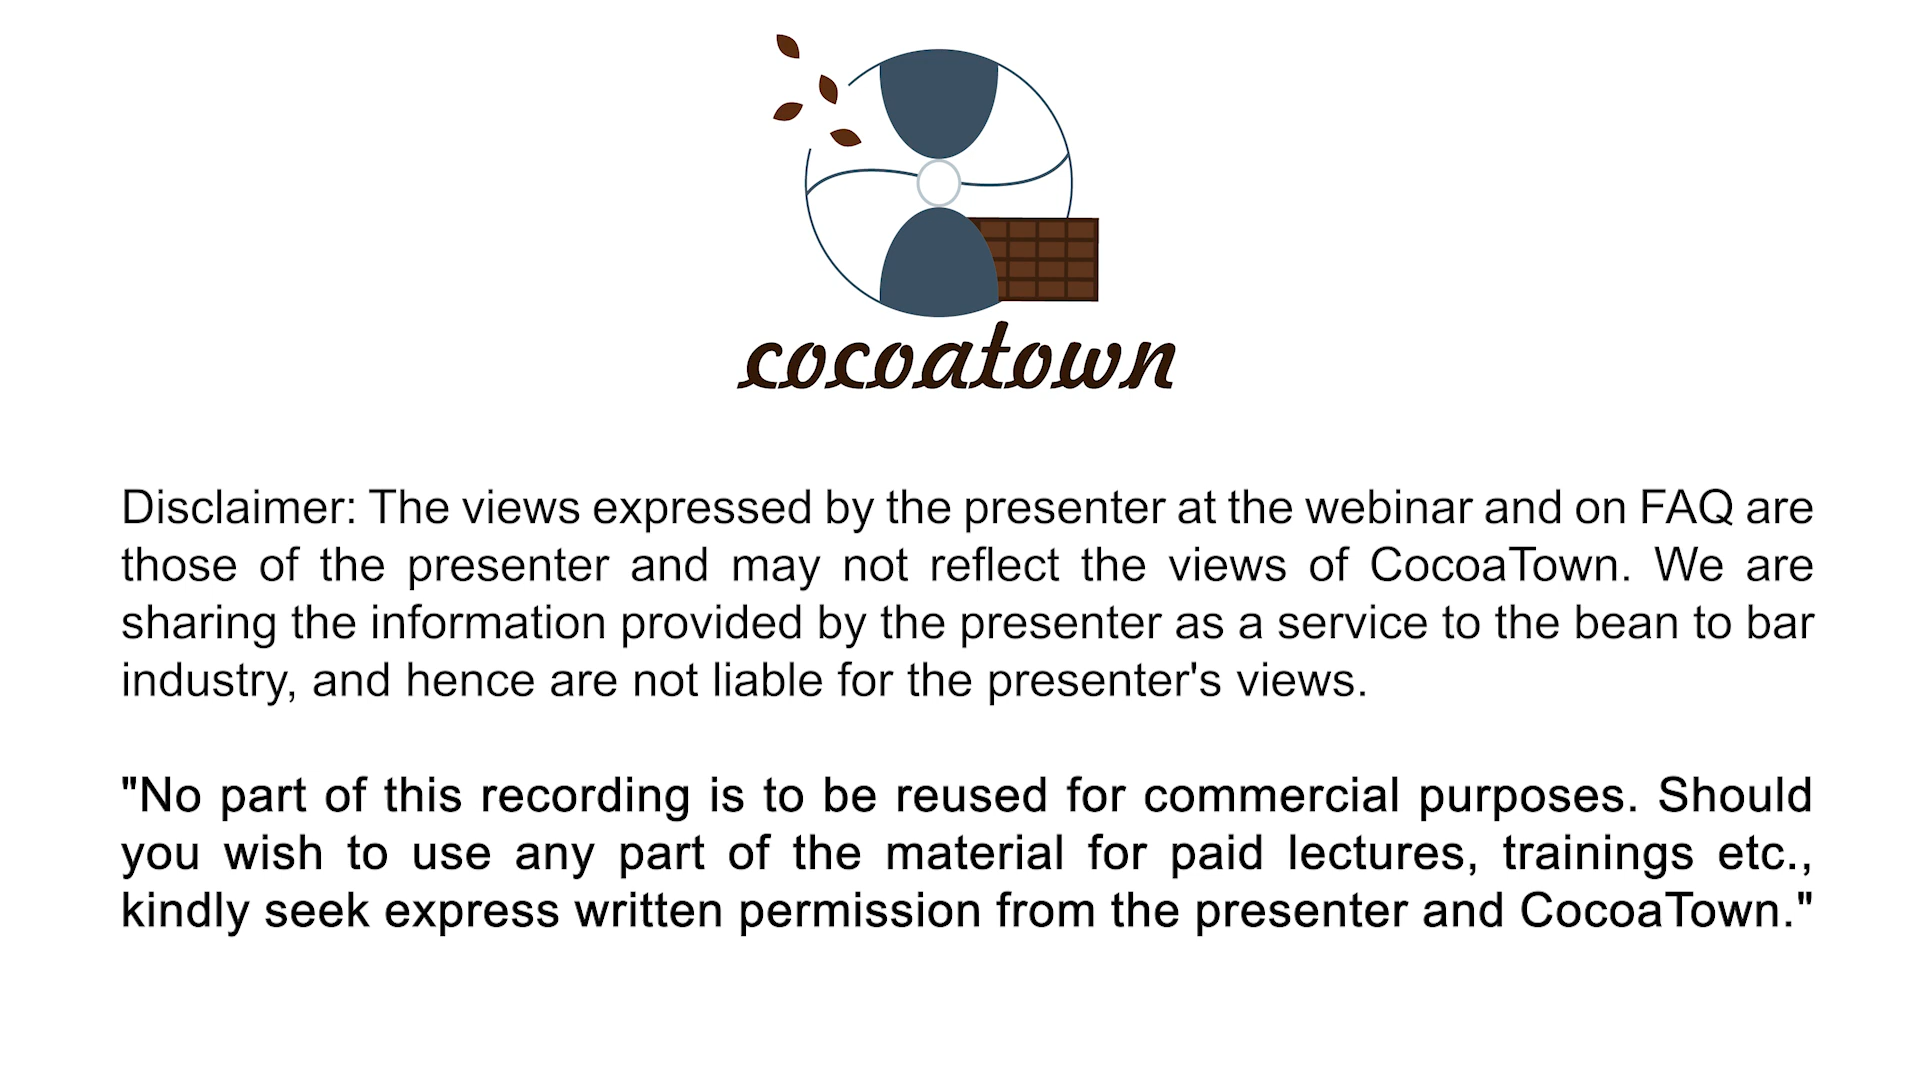 cocoatown
Disclaimer: The views expressed by the presenter at the webinar and on FAQ are
those of the presenter and may not reflect the views of CocoaTown. We are
sharing the information provided by the presenter as a service to the bean to bar
industry, and hence are not liable for the presenter's views.
"No part of this recording is to be reused for commercial purposes. Should
you wish to use any part of the material for paid lectures, trainings etc.,
kindly seek express written permission from the presenter and CocoaTown."